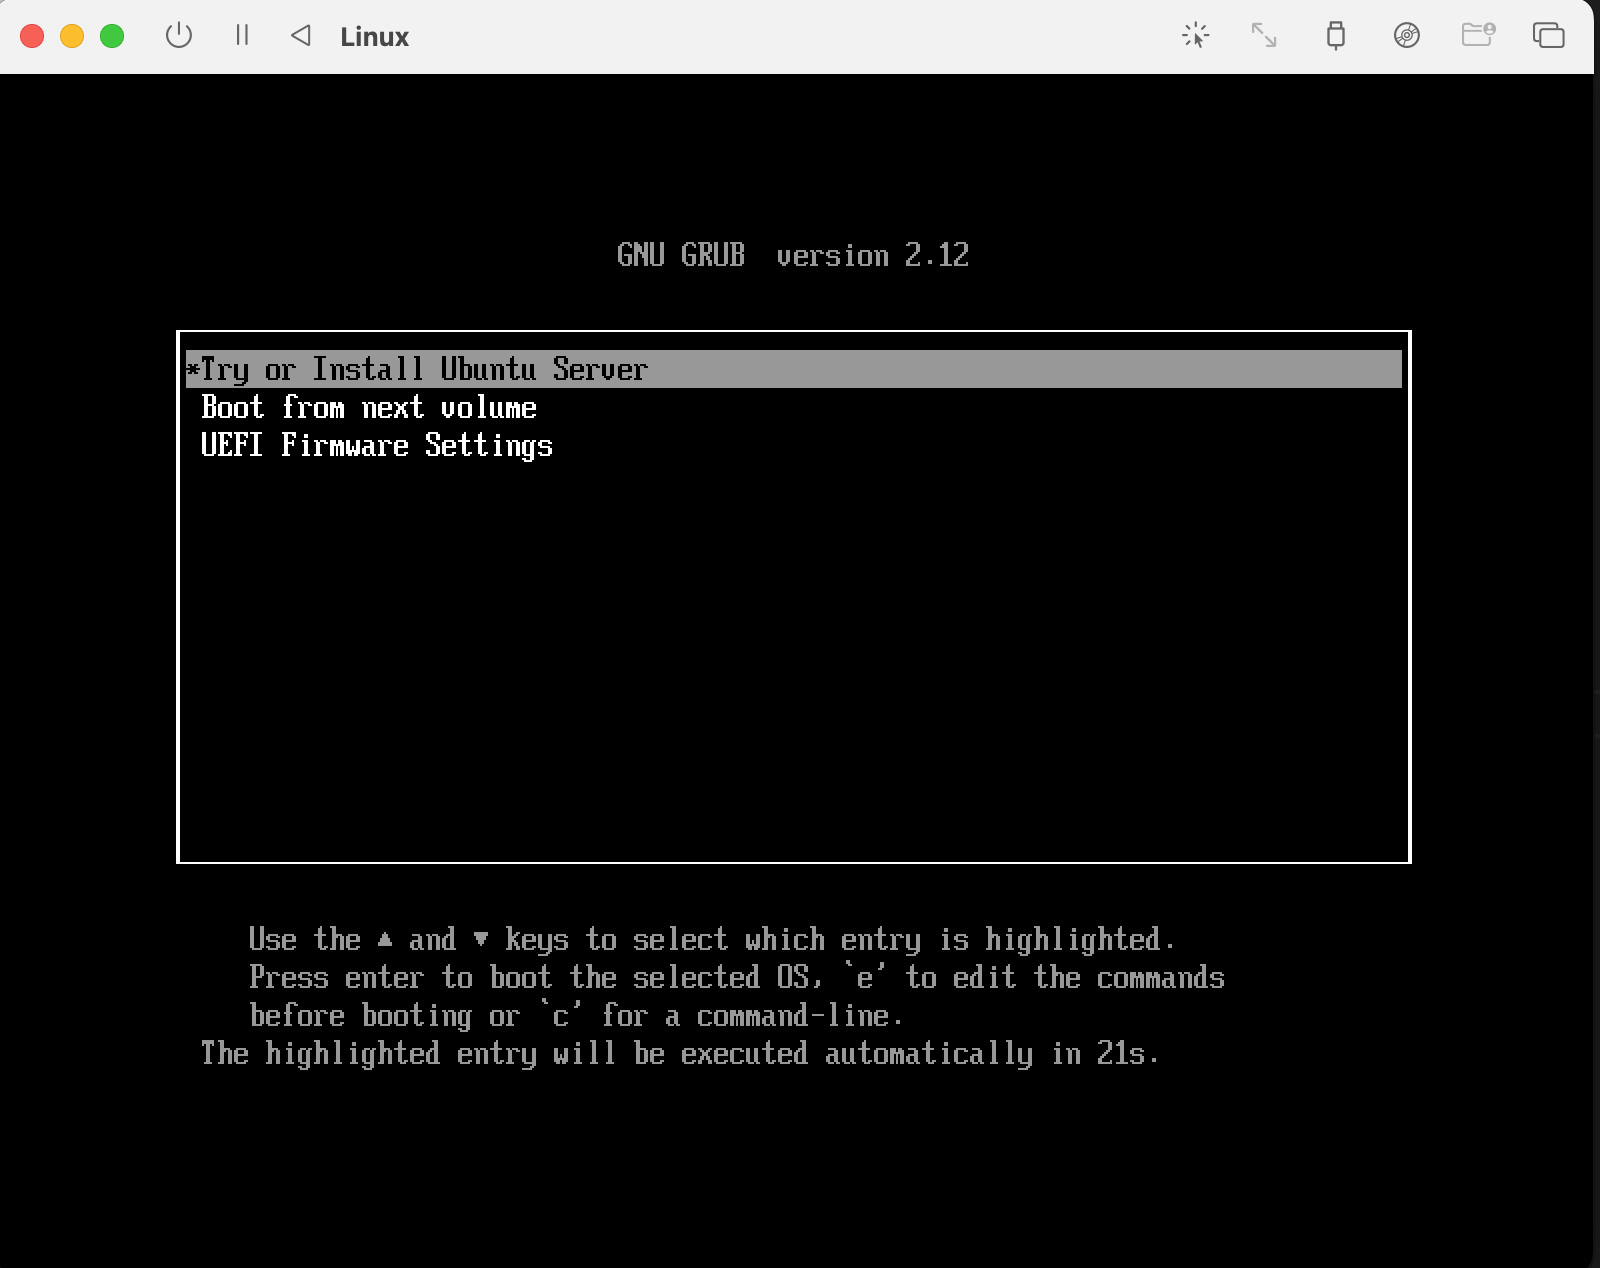 Linux
GNU GRUB  version 2.12
*Try or Install Ubuntu Server
Boot from next volume
UEFI Firmware Settings
Use the ▲ and ▼ keys to select which entry is highlighted.
Press enter to boot the selected OS, `e' to edit the commands
before booting or `c' for a command-line.
The highlighted entry will be executed automatically in 21s.